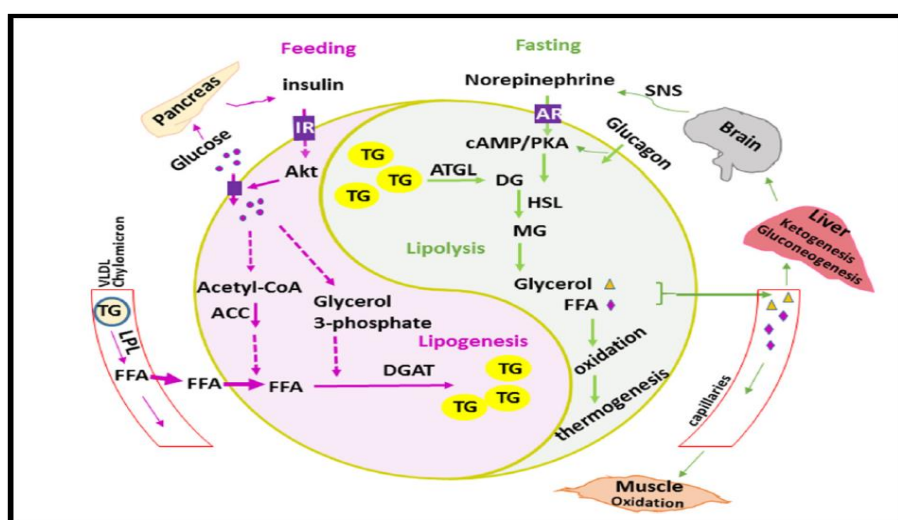 Feeding
Fasting
insulin
Norepinephrine
SNS
Pancreas
IR
AR
Brain
Glucose
Akt
cAMP/PKA
Glucagon
TG
TG
TG
ATGL
DG
HSL
MG
Lipolysis
Liver
Ketogenesis
Gluconeogenesis
VLDL
Chylomicron
TG
LPL
Acetyl-CoA
ACC
Glycerol
3-phosphate
Glycerol
FFA
Lipogenesis
oxidation
FFA
FFA
FFA
DGAT
TG
TG
TG
thermogenesis
capillaries
Muscle
Oxidation